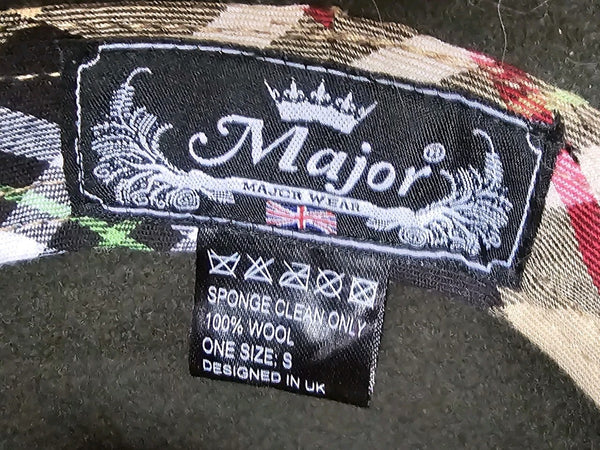 Major®
MAJOR WEAR
SPONGE CLEAN ONLY
100% WOOL
ONE SIZE: S
DESIGNED IN UK